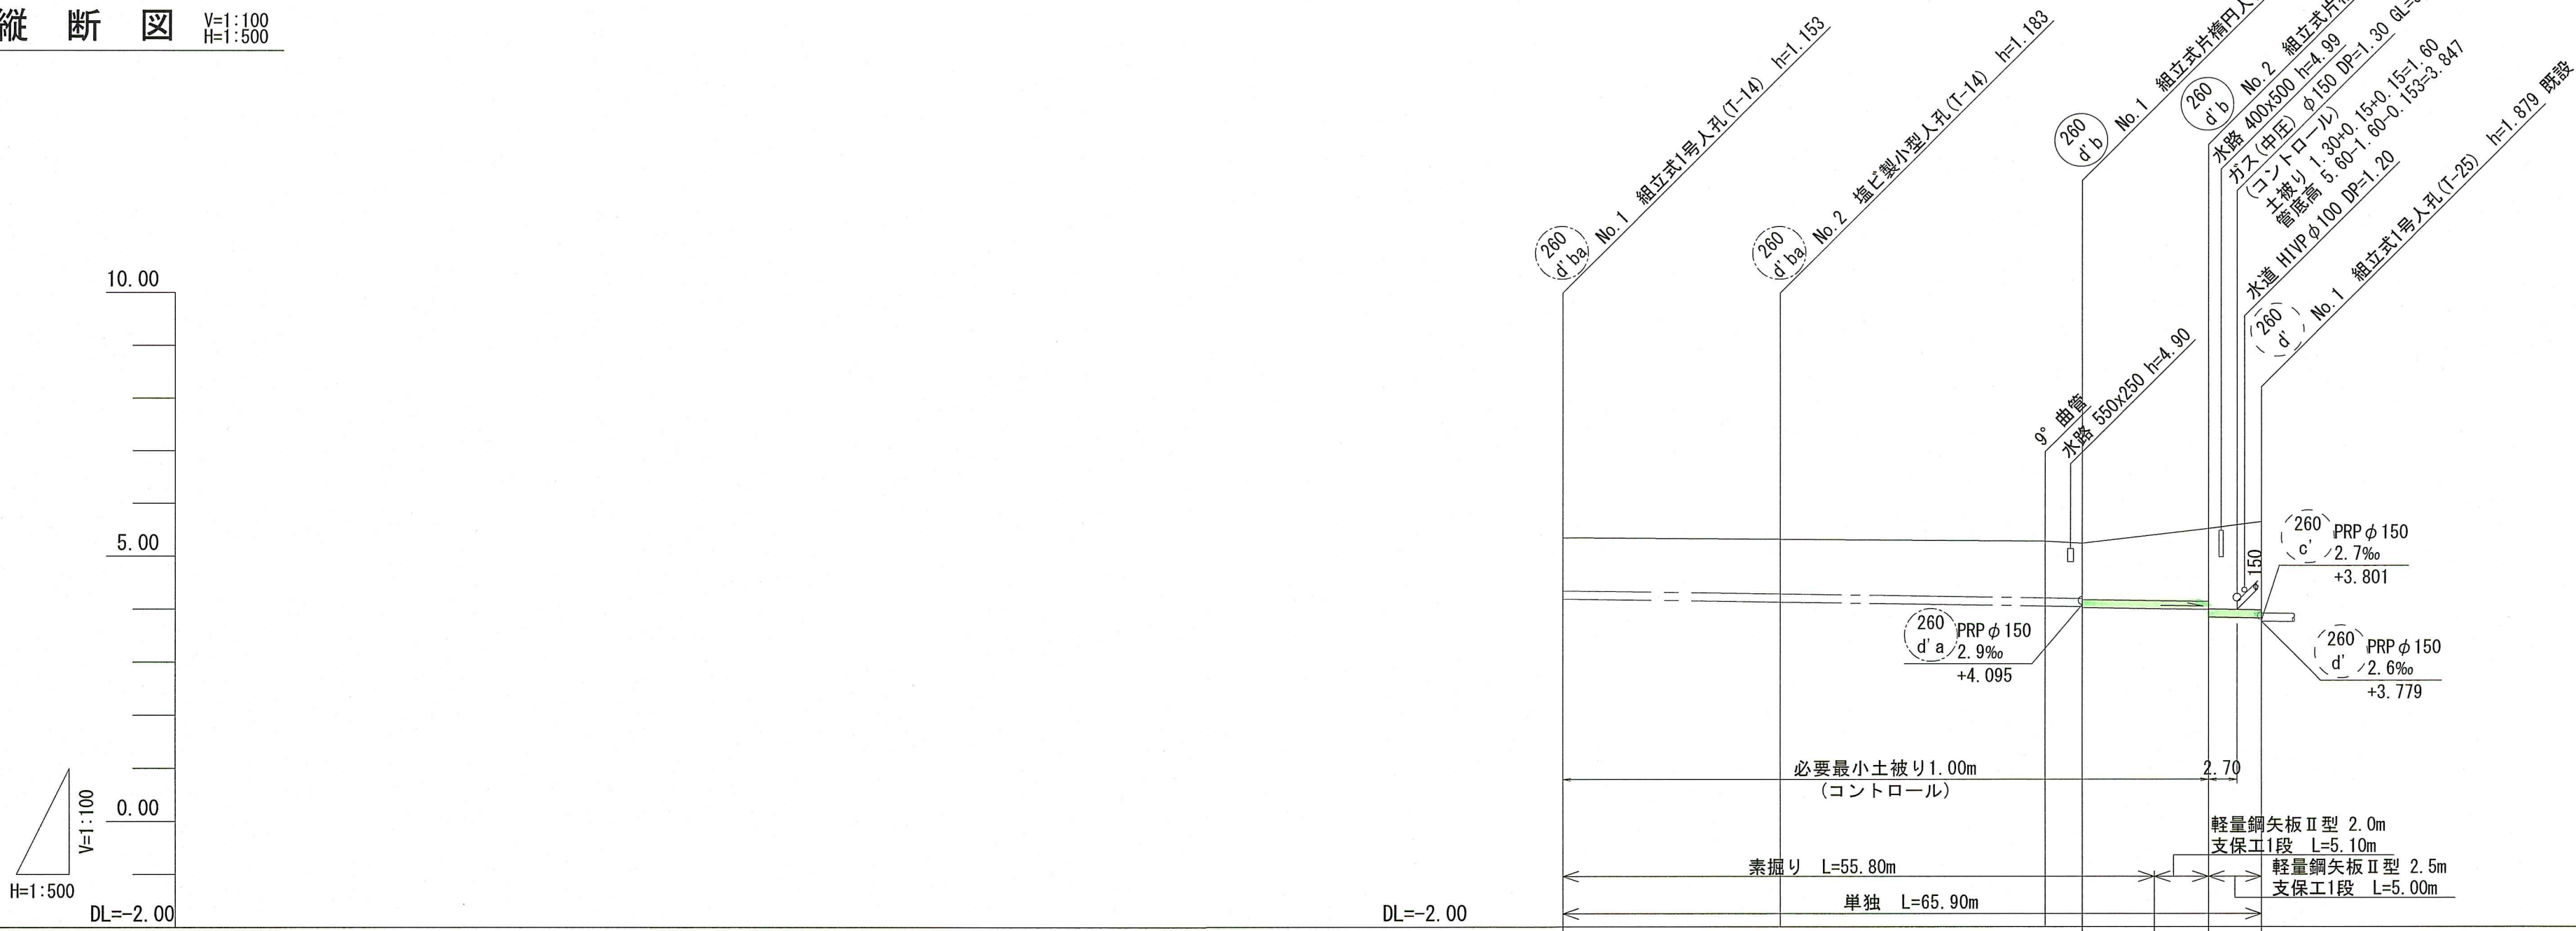 縦断図
V=1:100
H=1:500
10.00
5.00
0.00
V=1:100
H=1:500
DL=-2.00
DL=-2.00
260
d'ba
No.1 組立式1号人孔(T-14) h=1.153
260
d'ba
No.2 塩ビ製小型人孔(T-14) h=1.183
260
d'b
No.1 組立式片楕円人
260
d'b
No.2 組立式片
水路 400x500 h=4.99
ガス(中圧) φ150 DP=1.30 GL=
(コントロール)
土被り 1.30+0.15+0.15=1.60
管底高 5.60-1.60-0.153=3.847
水道 HIVPφ100 DP=1.20
260
d'
No.1 組立式1号人孔(T-25) h=1.879 既設
9° 曲管
水路 550x250 h=4.90
150
260
c'
PRPφ150
2.7‰
+3.801
260
d'a
PRPφ150
2.9‰
+4.095
260
d'
PRPφ150
2.6‰
+3.779
必要最小土被り1.00m
(コントロール)
2.70
軽量鋼矢板Ⅱ型 2.0m
支保工1段 L=5.10m
素掘り L=55.80m
軽量鋼矢板Ⅱ型 2.5m
支保工1段 L=5.00m
単独 L=65.90m